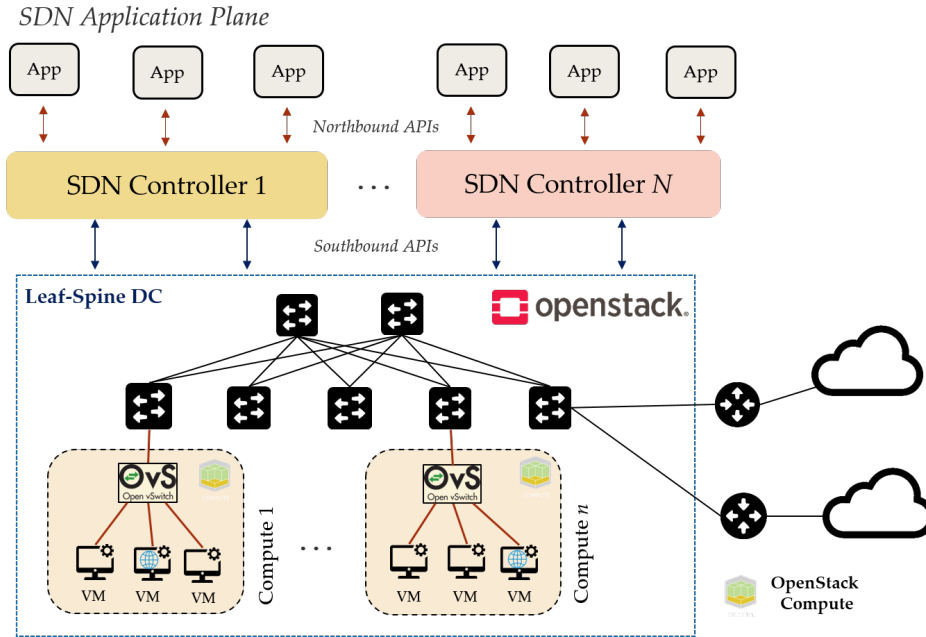 SDN Application Plane
App
App
App
App
App
App
Northbound APIs
SDN Controller 1
...
SDN Controller N
Southbound APIs
Leaf-Spine DC
openstack.
OvS
Open vSwitch
VM
VM
VM
Compute 1
...
OvS
Open vSwitch
VM
VM
VM
Compute n
OpenStack
Compute